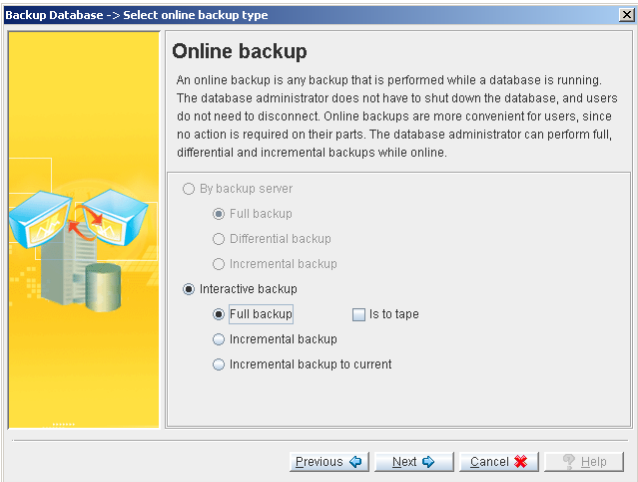 Backup Database -> Select online backup type
Online backup
An online backup is any backup that is performed while a database is running.
The database administrator does not have to shut down the database, and users
do not need to disconnect. Online backups are more convenient for users, since
no action is required on their parts. The database administrator can perform full,
differential and incremental backups while online.
By backup server
Full backup
Differential backup
Incremental backup
Interactive backup
Full backup Is to tape
Incremental backup
Incremental backup to current
Previous Next Cancel Help